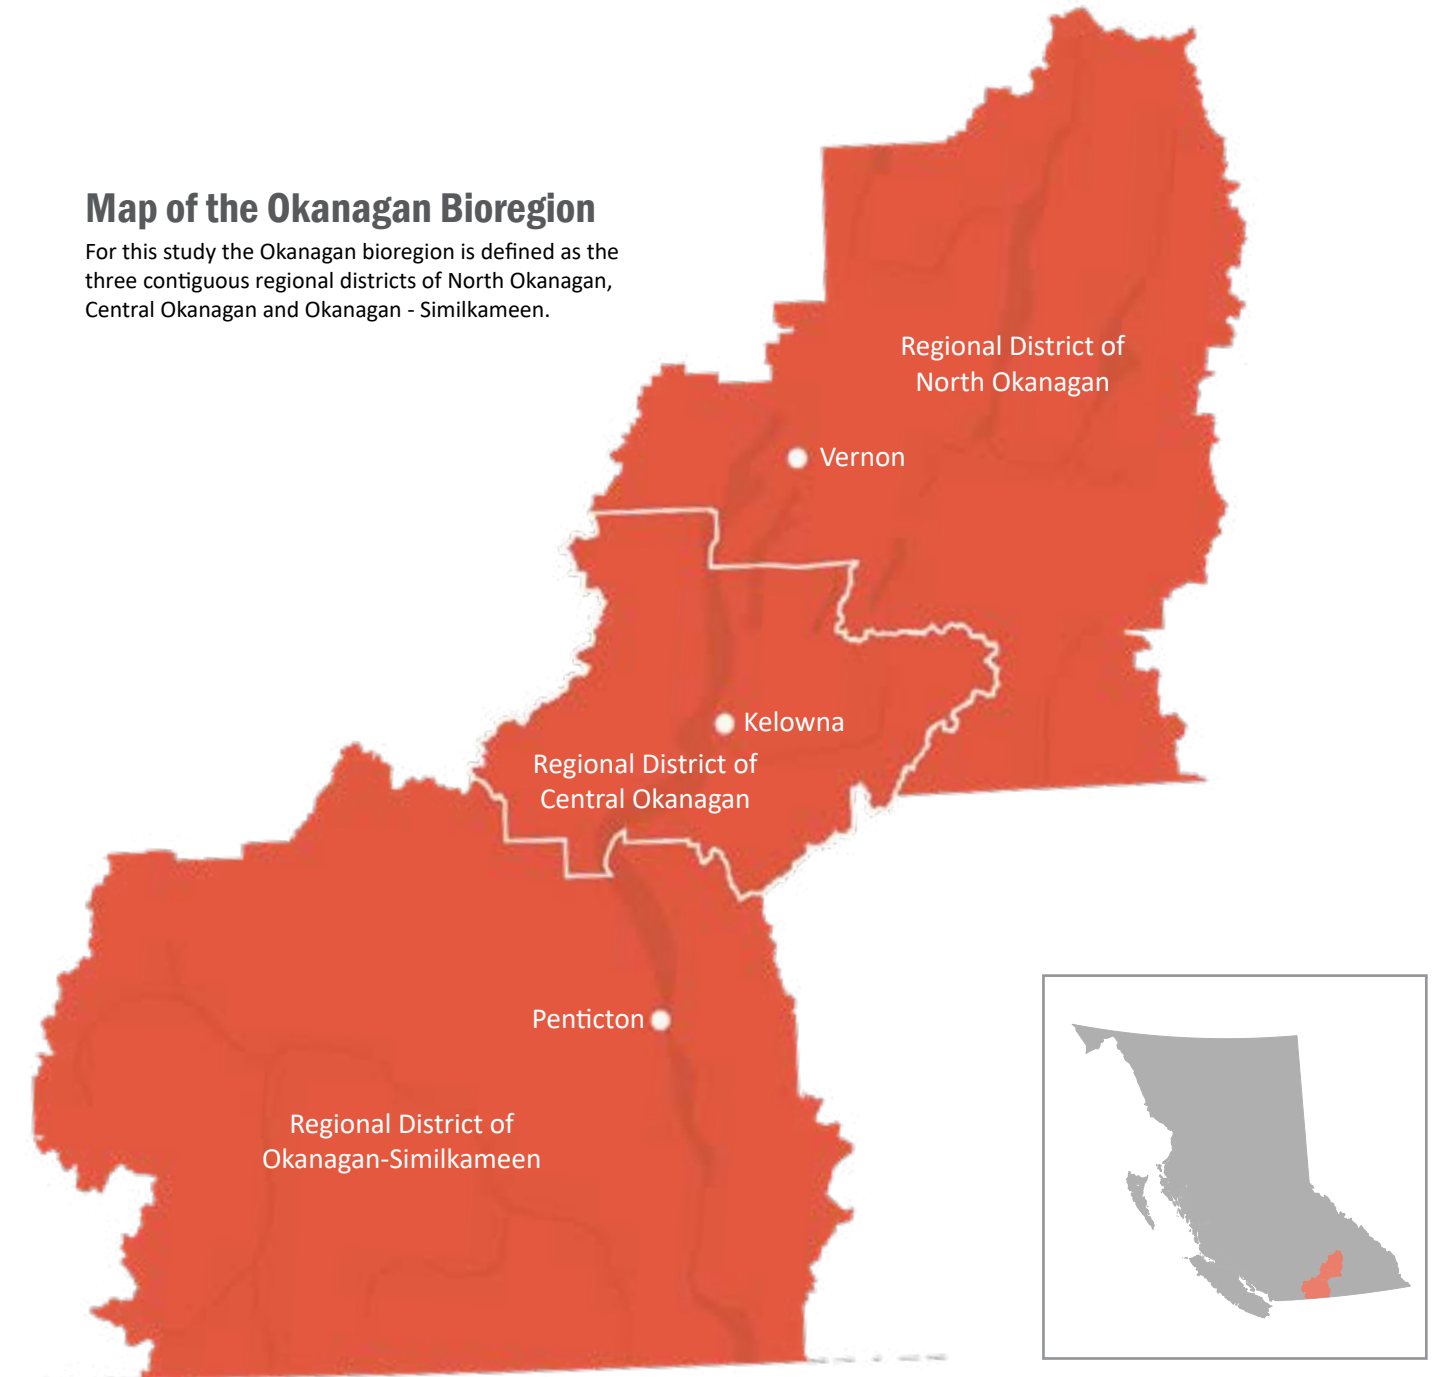 Map of the Okanagan Bioregion
For this study the Okanagan bioregion is defined as the
three contiguous regional districts of North Okanagan,
Central Okanagan and Okanagan - Similkameen.
Regional District of
North Okanagan
Vernon
Kelowna
Regional District of
Central Okanagan
Penticton
Regional District of
Okanagan-Similkameen